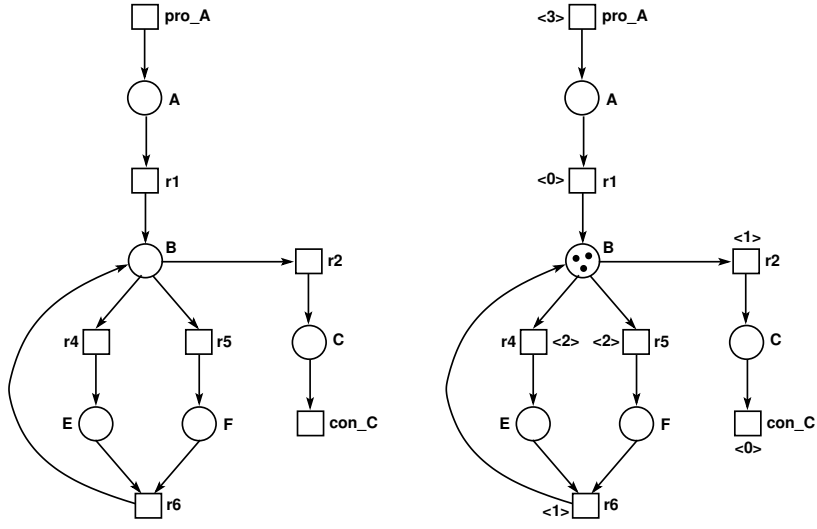 pro_A
A
r1
B
r2
r4
r5
C
E
F
con_C
r6
<3> pro_A
A
<0> r1
B
<1>
r2
r4 <2> <2> r5
C
E
F
con_C
<0>
<1> r6